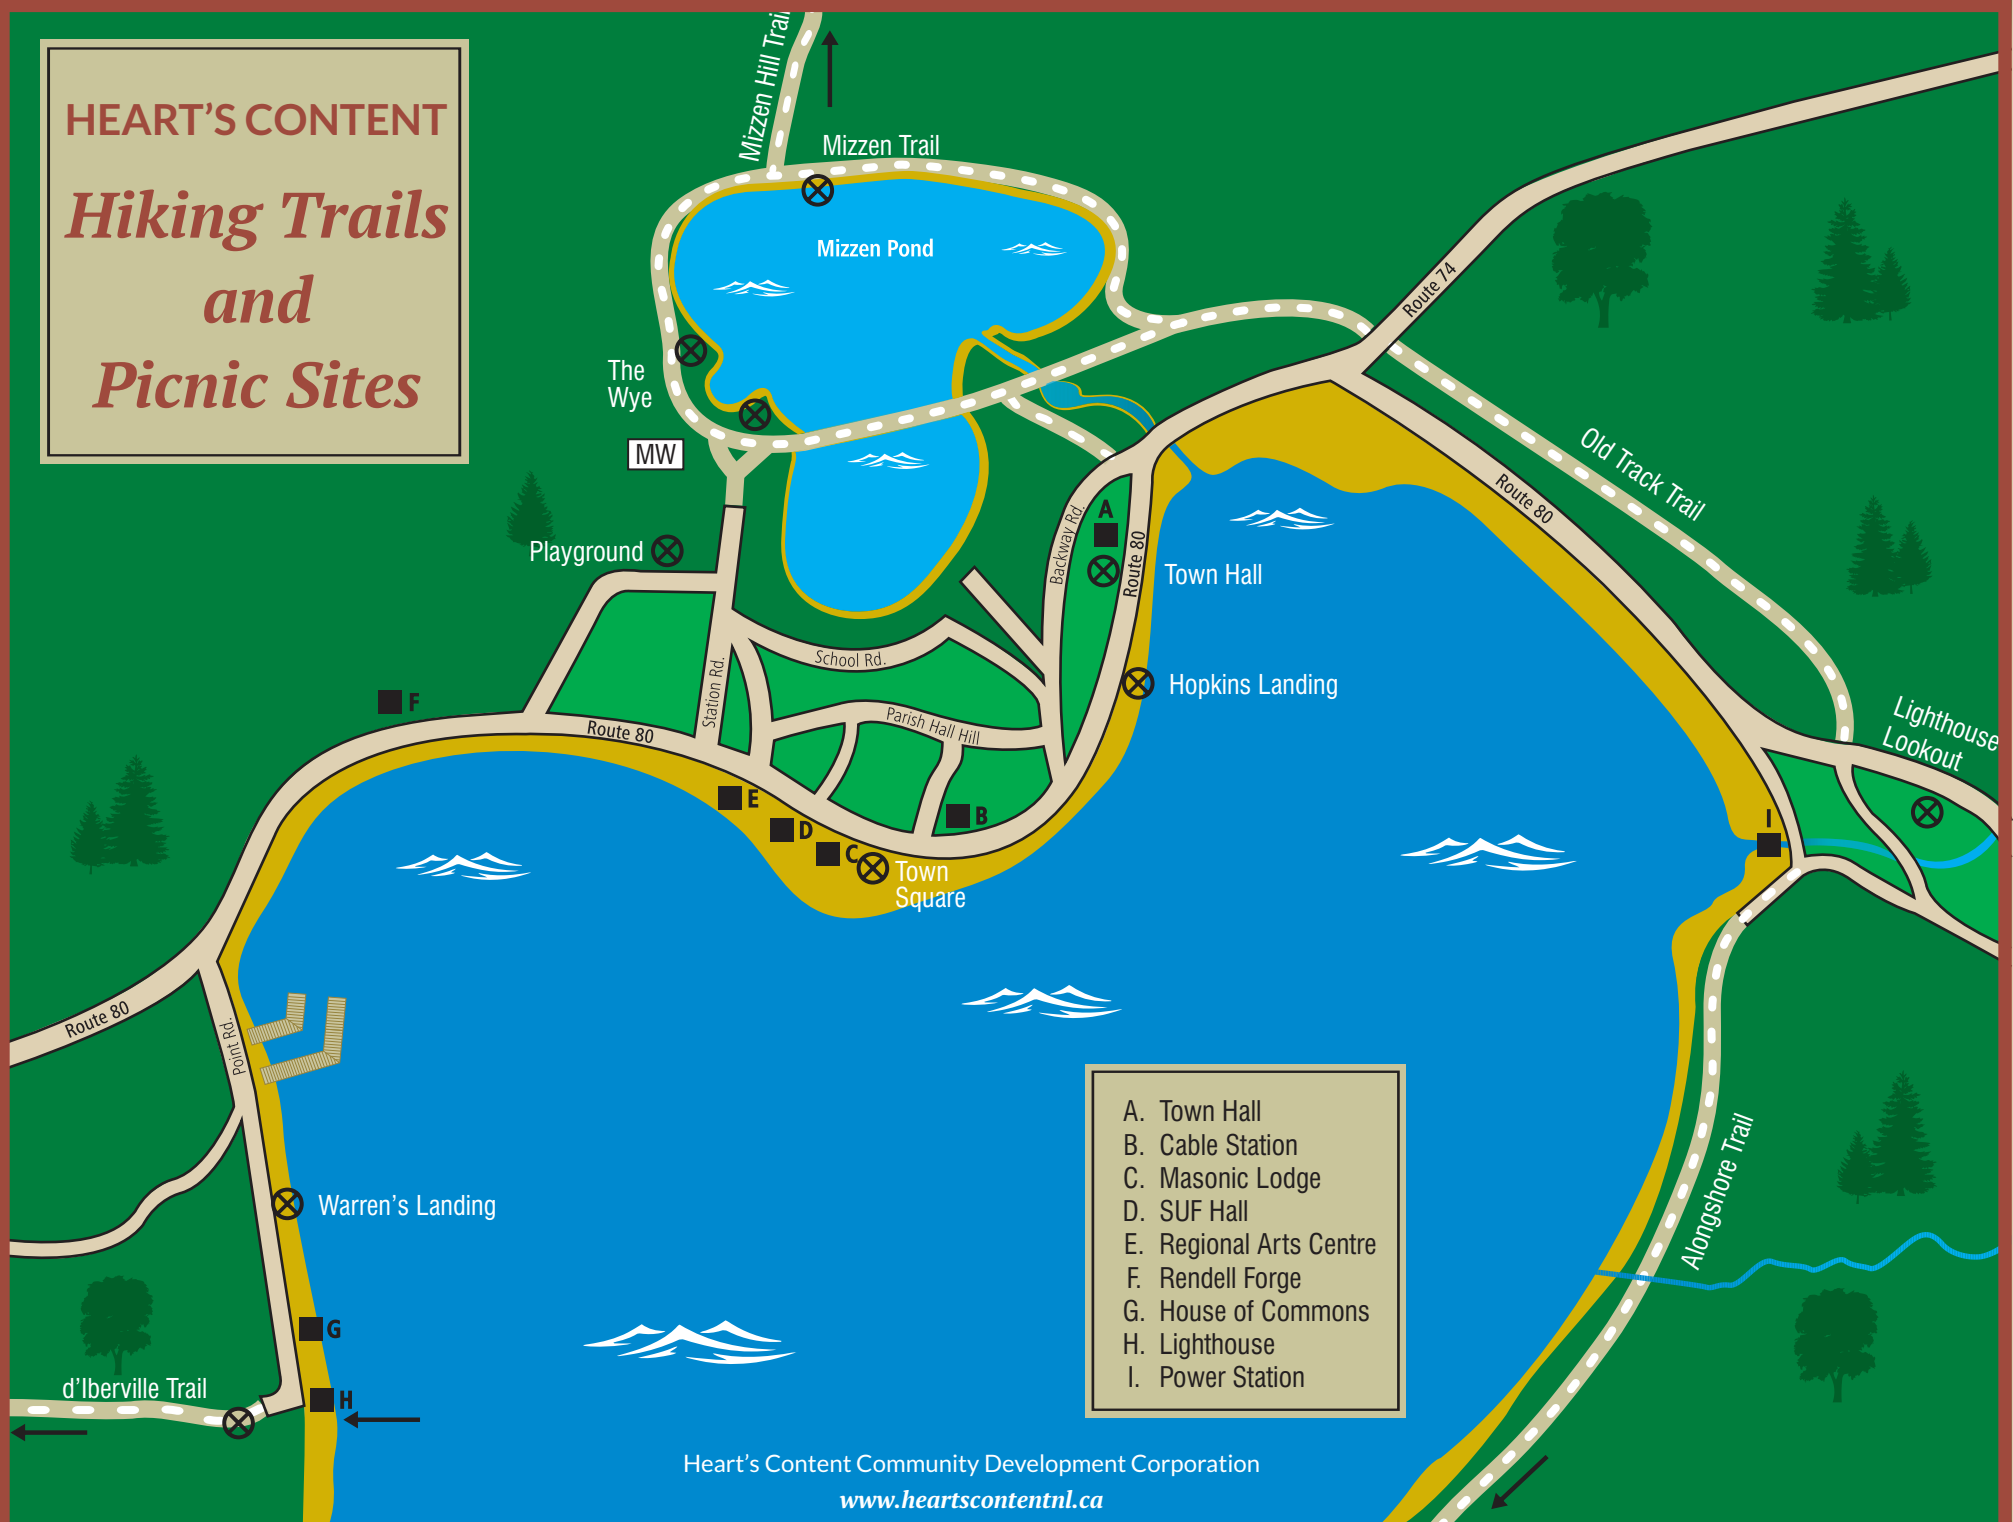 HEART’S CONTENT
Hiking Trails
and
Picnic Sites
Mizzen Hill Trail
Mizzen Trail
Mizzen Pond
The
Wye
MW
Playground
Route 74
Old Track Trail
Route 80
Backway Rd.
A
Route 80
Town Hall
School Rd.
Station Rd.
Parish Hall Hill
Hopkins Landing
F
Route 80
Lighthouse
Lookout
E
D
C
B
I
Town
Square
Route 80
Point Rd.
Warren’s Landing
Alongshore Trail
G
H
d’Iberville Trail
A. Town Hall
B. Cable Station
C. Masonic Lodge
D. SUF Hall
E. Regional Arts Centre
F. Rendell Forge
G. House of Commons
H. Lighthouse
I. Power Station
Heart’s Content Community Development Corporation
www.heartscontentnl.ca